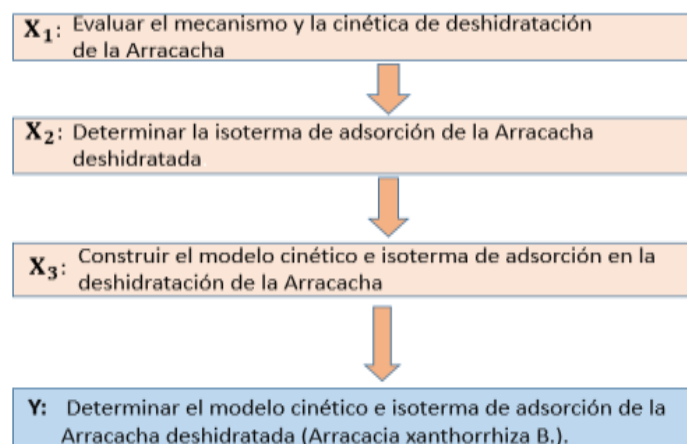 X₁: Evaluar el mecanismo y la cinética de deshidratación
de la Arracacha
X₂: Determinar la isoterma de adsorción de la Arracacha
deshidratada
X₃: Construir el modelo cinético e isoterma de adsorción en la
deshidratación de la Arracacha
Y: Determinar el modelo cinético e isoterma de adsorción de la
Arracacha deshidratada (Arracacia xanthorrhiza B.).